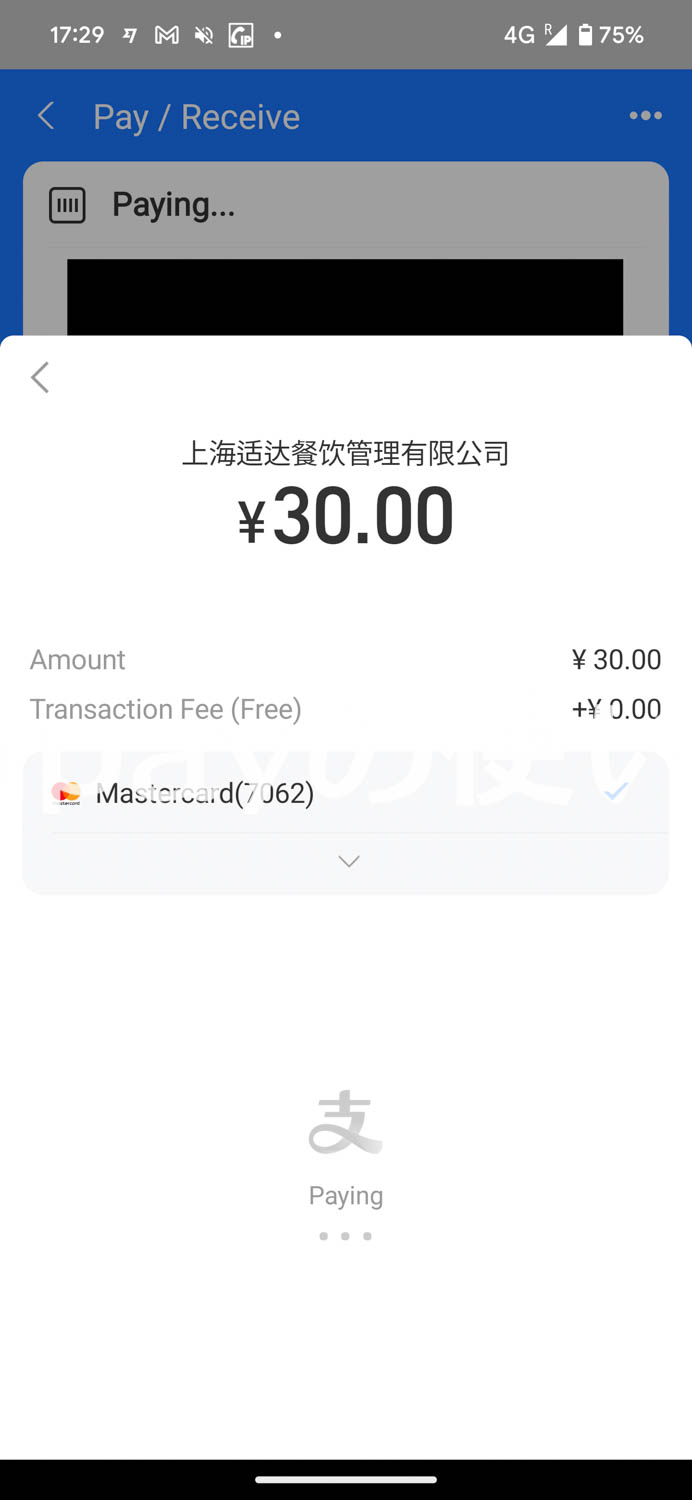 17:29
4G R 75%
Pay / Receive
Paying...
上海适达餐饮管理有限公司
¥30.00
Amount ¥ 30.00
Transaction Fee (Free) +¥ 0.00
Mastercard(7062)
支
Paying